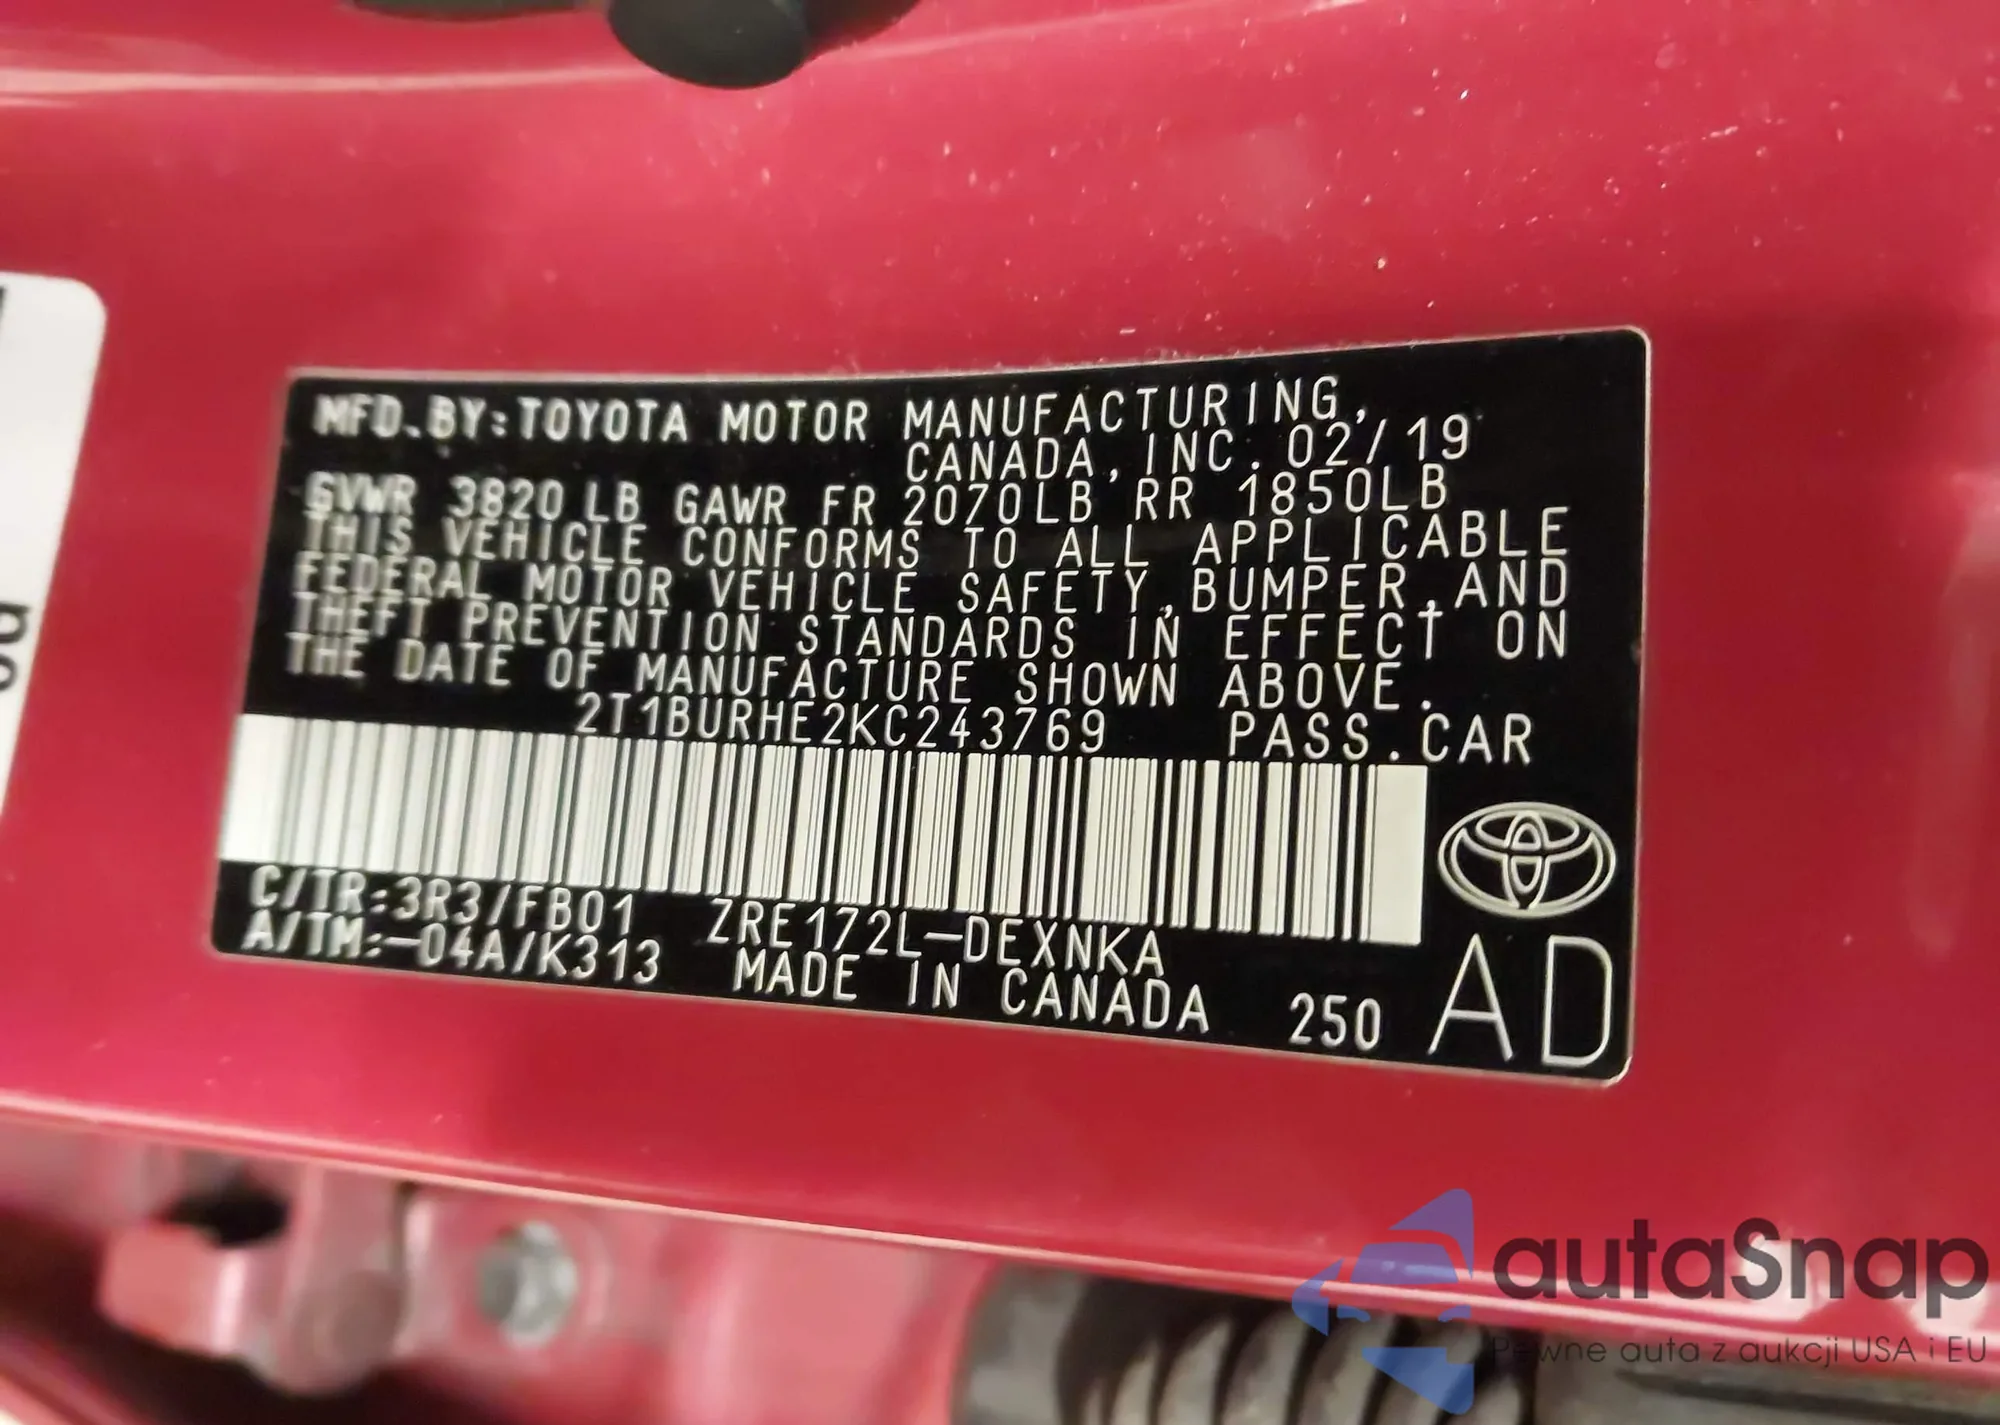 MFD.BY:TOYOTA MOTOR MANUFACTURING,
CANADA,INC. 02/19
GVWR 3820LB GAWR FR 2070LB RR 1850LB
THIS VEHICLE CONFORMS TO ALL APPLICABLE
FEDERAL MOTOR VEHICLE SAFETY,BUMPER,AND
THEFT PREVENTION STANDARDS IN EFFECT ON
THE DATE OF MANUFACTURE SHOWN ABOVE.
2T1BURHE2KC243769 PASS.CAR
C/TR:3R3/FB01 ZRE172L-DEXNKA
A/TM:-04A/K313 MADE IN CANADA 250 AD
autaSnap
Pewne auta z aukcji USA i EU